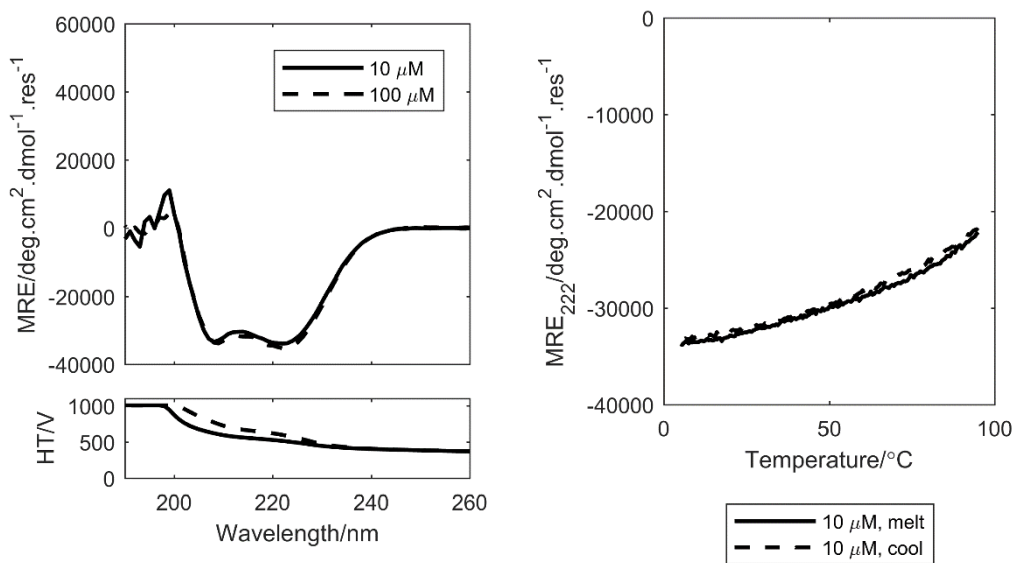 MRE/deg.cm².dmol⁻¹.res⁻¹
60000
40000
20000
0
-20000
-40000
10 μM
100 μM
HT/V
1000
500
0
200
220
240
260
Wavelength/nm
MRE₂₂₂/deg.cm².dmol⁻¹.res⁻¹
0
-10000
-20000
-30000
-40000
0
50
100
Temperature/°C
10 μM, melt
10 μM, cool